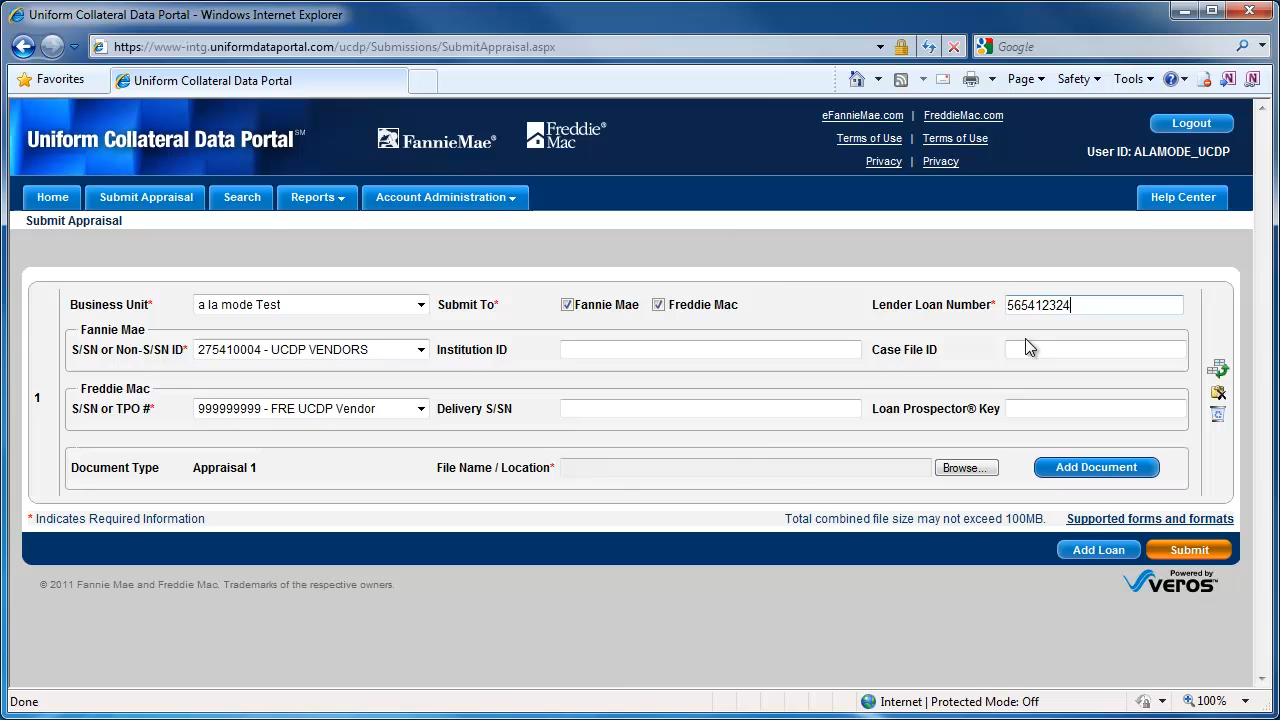 Uniform Collateral Data Portal - Windows Internet Explorer
https://www-intg.uniformdataportal.com/ucdp/Submissions/SubmitAppraisal.aspx
Google
Favorites
Uniform Collateral Data Portal
Page
Safety
Tools
Uniform Collateral Data Portal℠
FannieMae®
Freddie Mac®
eFannieMae.com | FreddieMac.com
Terms of Use | Terms of Use
Privacy | Privacy
Logout
User ID: ALAMODE_UCDP
Home
Submit Appraisal
Search
Reports
Account Administration
Help Center
Submit Appraisal
1
Business Unit* a la mode Test Submit To* Fannie Mae Freddie Mac Lender Loan Number* 565412324
Fannie Mae
S/SN or Non-S/SN ID* 275410004 - UCDP VENDORS Institution ID Case File ID
Freddie Mac
S/SN or TPO #* 999999999 - FRE UCDP Vendor Delivery S/SN Loan Prospector® Key
Document Type Appraisal 1 File Name / Location* Browse... Add Document
* Indicates Required Information Total combined file size may not exceed 100MB. Supported forms and formats
Add Loan Submit
© 2011 Fannie Mae and Freddie Mac. Trademarks of the respective owners.
Powered by
veros™
Done
Internet | Protected Mode: Off
100%